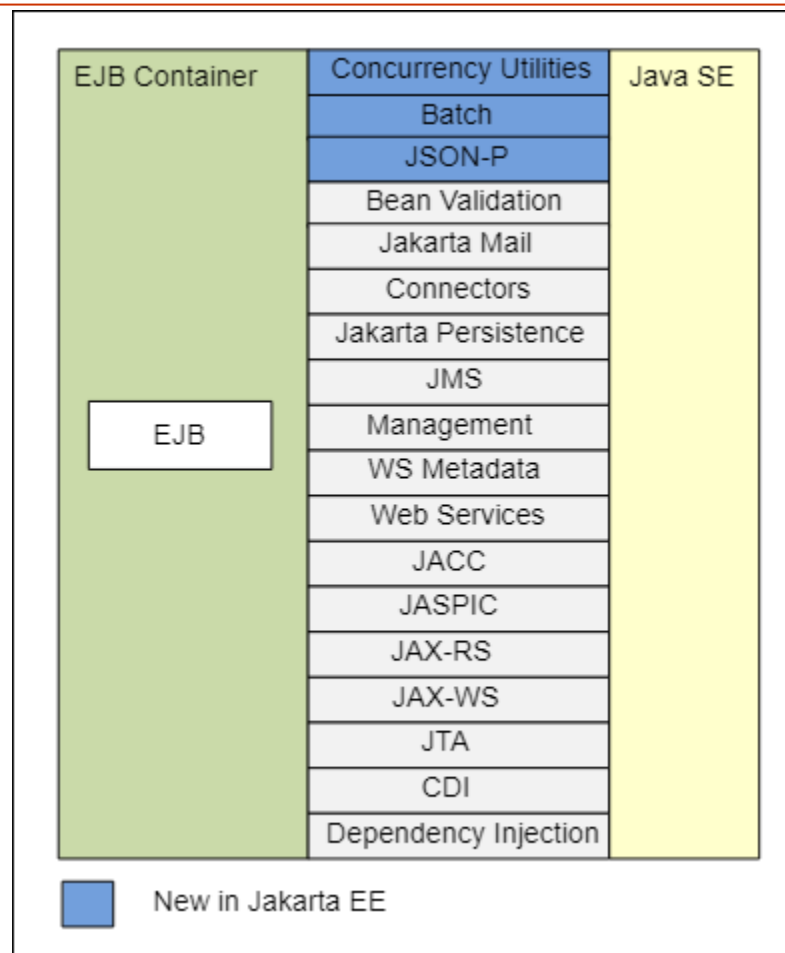 EJB Container
Concurrency Utilities
Java SE
Batch
JSON-P
Bean Validation
Jakarta Mail
Connectors
Jakarta Persistence
JMS
EJB
Management
WS Metadata
Web Services
JACC
JASPIC
JAX-RS
JAX-WS
JTA
CDI
Dependency Injection
New in Jakarta EE